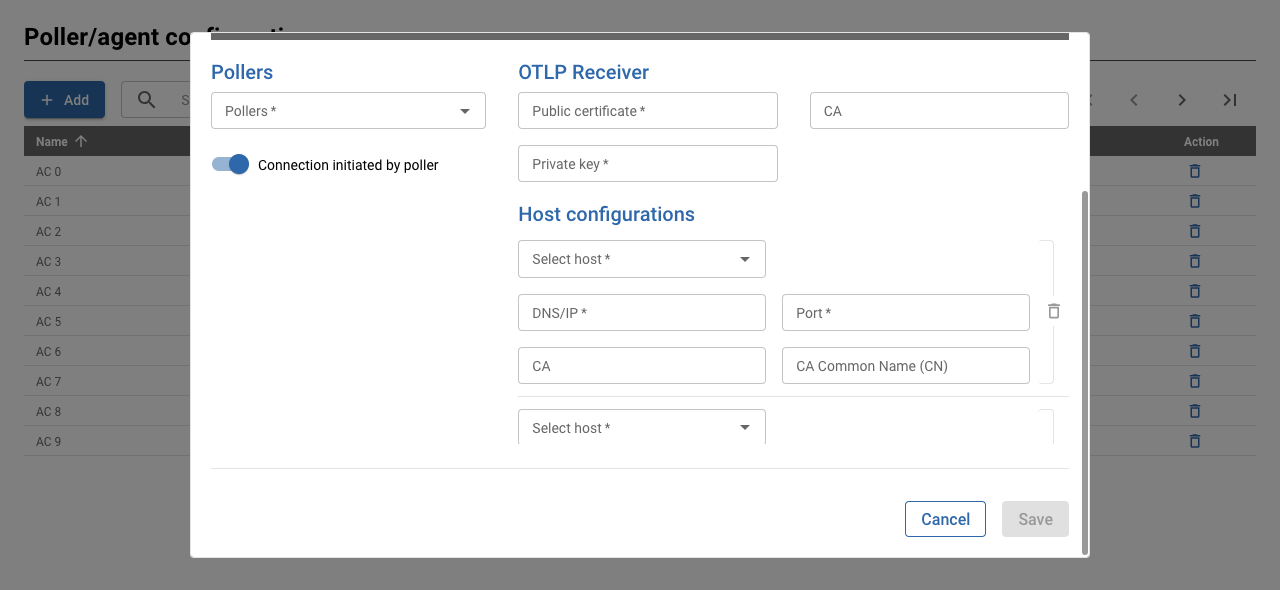 Poller/agent co
Add
S
Name
Action
AC 0
AC 1
AC 2
AC 3
AC 4
AC 5
AC 6
AC 7
AC 8
AC 9
Pollers
Pollers *
Connection initiated by poller
OTLP Receiver
Public certificate *
CA
Private key *
Host configurations
Select host *
DNS/IP *
Port *
CA
CA Common Name (CN)
Select host *
Cancel
Save